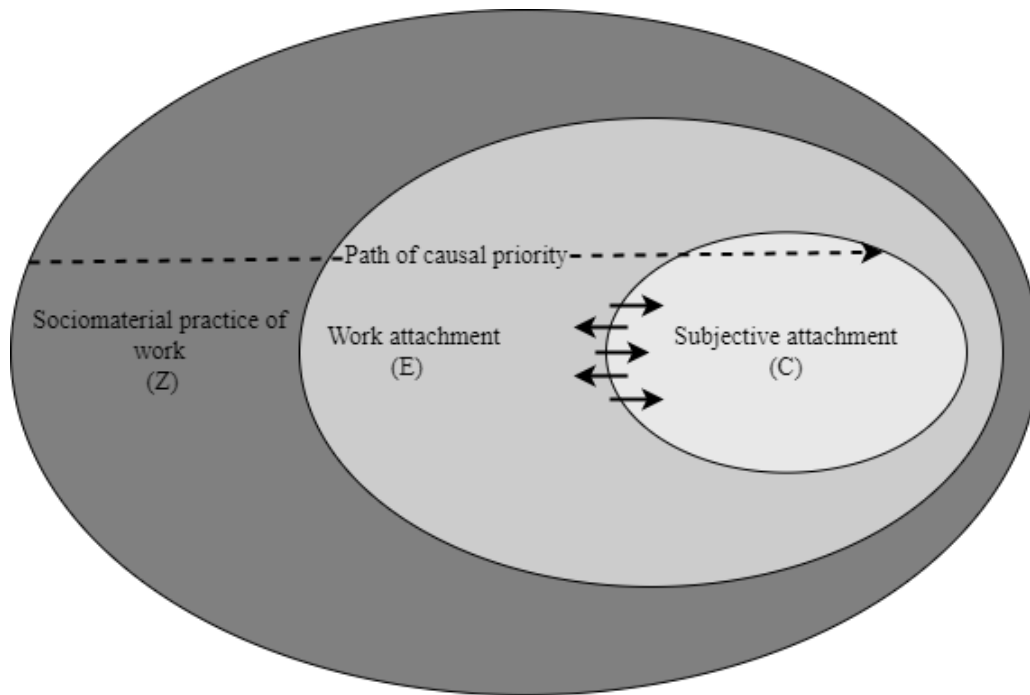 Path of causal priority
Sociomaterial practice of
work
(Z)
Work attachment
(E)
Subjective attachment
(C)